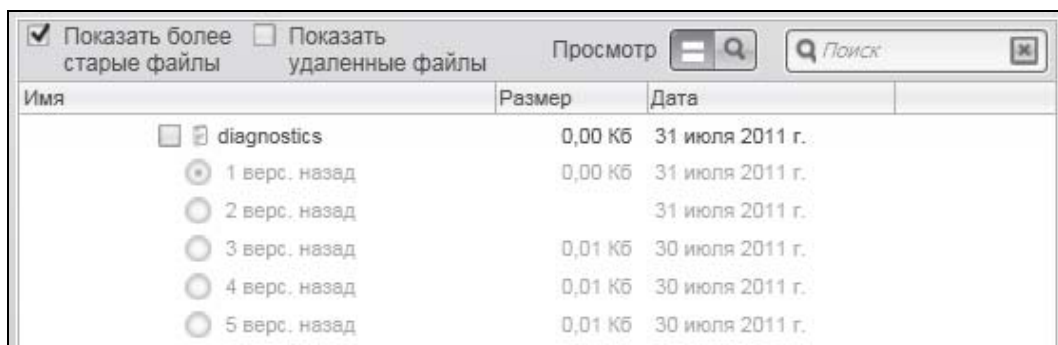 Показать более старые файлы Показать удаленные файлы Просмотр Поиск
Имя Размер Дата
diagnostics 0,00 Кб 31 июля 2011 г.
1 верс. назад 0,00 Кб 31 июля 2011 г.
2 верс. назад 31 июля 2011 г.
3 верс. назад 0,01 Кб 30 июля 2011 г.
4 верс. назад 0,01 Кб 30 июля 2011 г.
5 верс. назад 0,01 Кб 30 июля 2011 г.